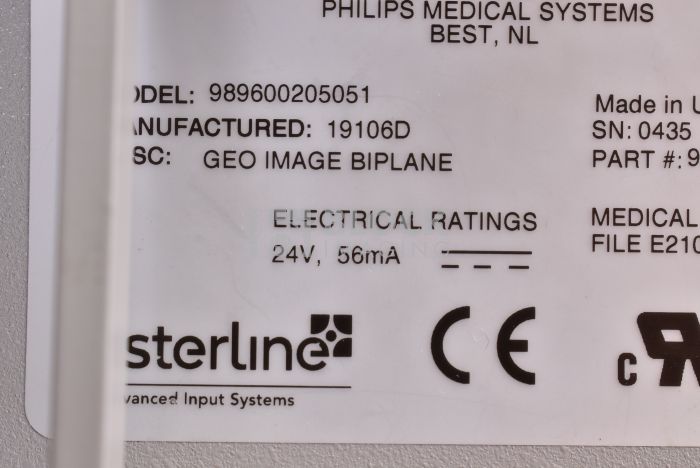 PHILIPS MEDICAL SYSTEMS
BEST, NL
ODEL: 989600205051
ANUFACTURED: 19106D
SC: GEO IMAGE BIPLANE
Made in U
SN: 0435
PART #: 9
ELECTRICAL RATINGS
24V, 56mA
MEDICAL
FILE E210
sterline
vanced Input Systems
CE
c